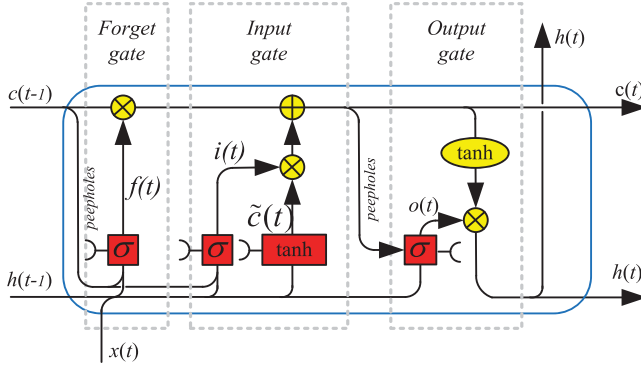 Forget
gate
Input
gate
Output
gate
h(t)
c(t-1)
c(t)
peepholes
f(t)
i(t)
c̃(t)
peepholes
o(t)
tanh
σ
σ
tanh
σ
h(t-1)
h(t)
x(t)